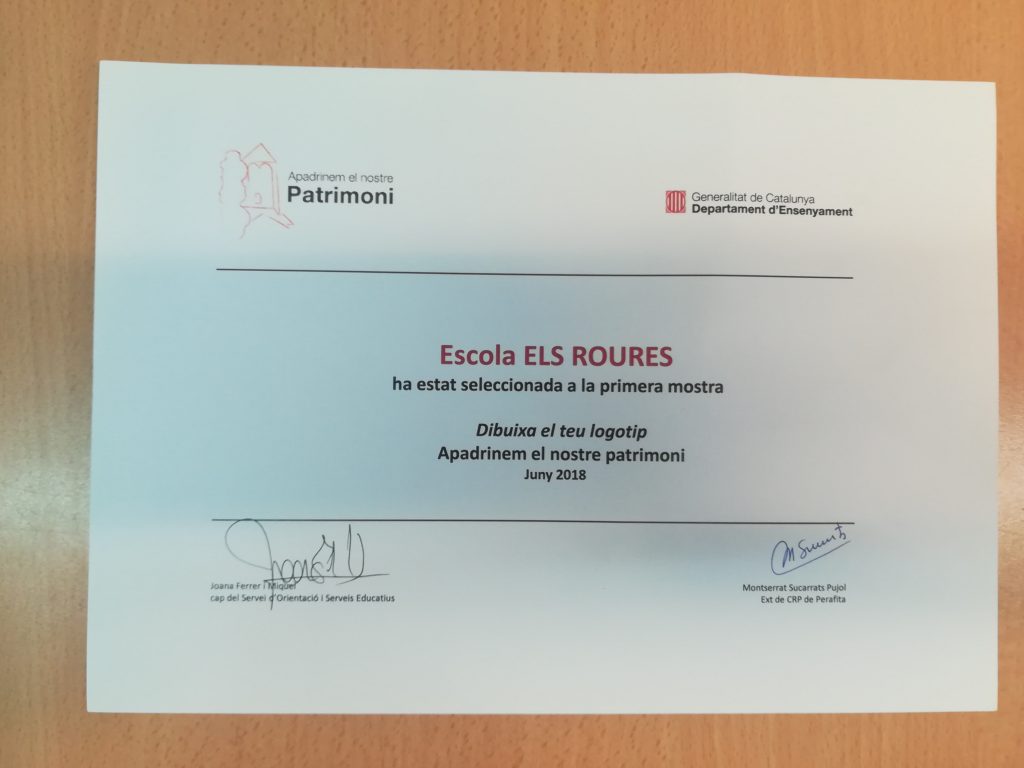 Apadrinem el nostre
Patrimoni
Generalitat de Catalunya
Departament d'Ensenyament
Escola ELS ROURES
ha estat seleccionada a la primera mostra
Dibuixa el teu logotip
Apadrinem el nostre patrimoni
Juny 2018
Joana Ferrer i Miquel
cap del Servei d'Orientació i Serveis Educatius
Montserrat Sucarrats Pujol
Ext de CRP de Perafita